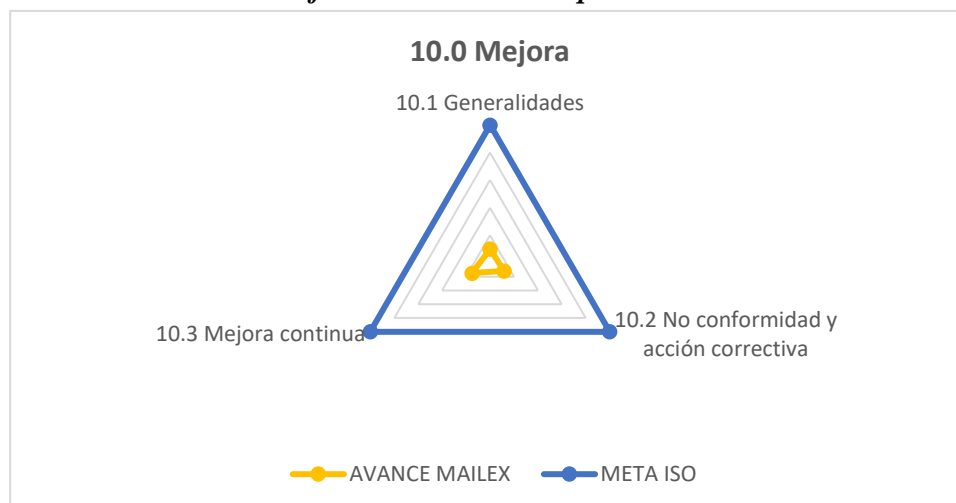 10.0 Mejora
10.1 Generalidades
10.3 Mejora continua
10.2 No conformidad y
acción correctiva
AVANCE MAILEX
META ISO